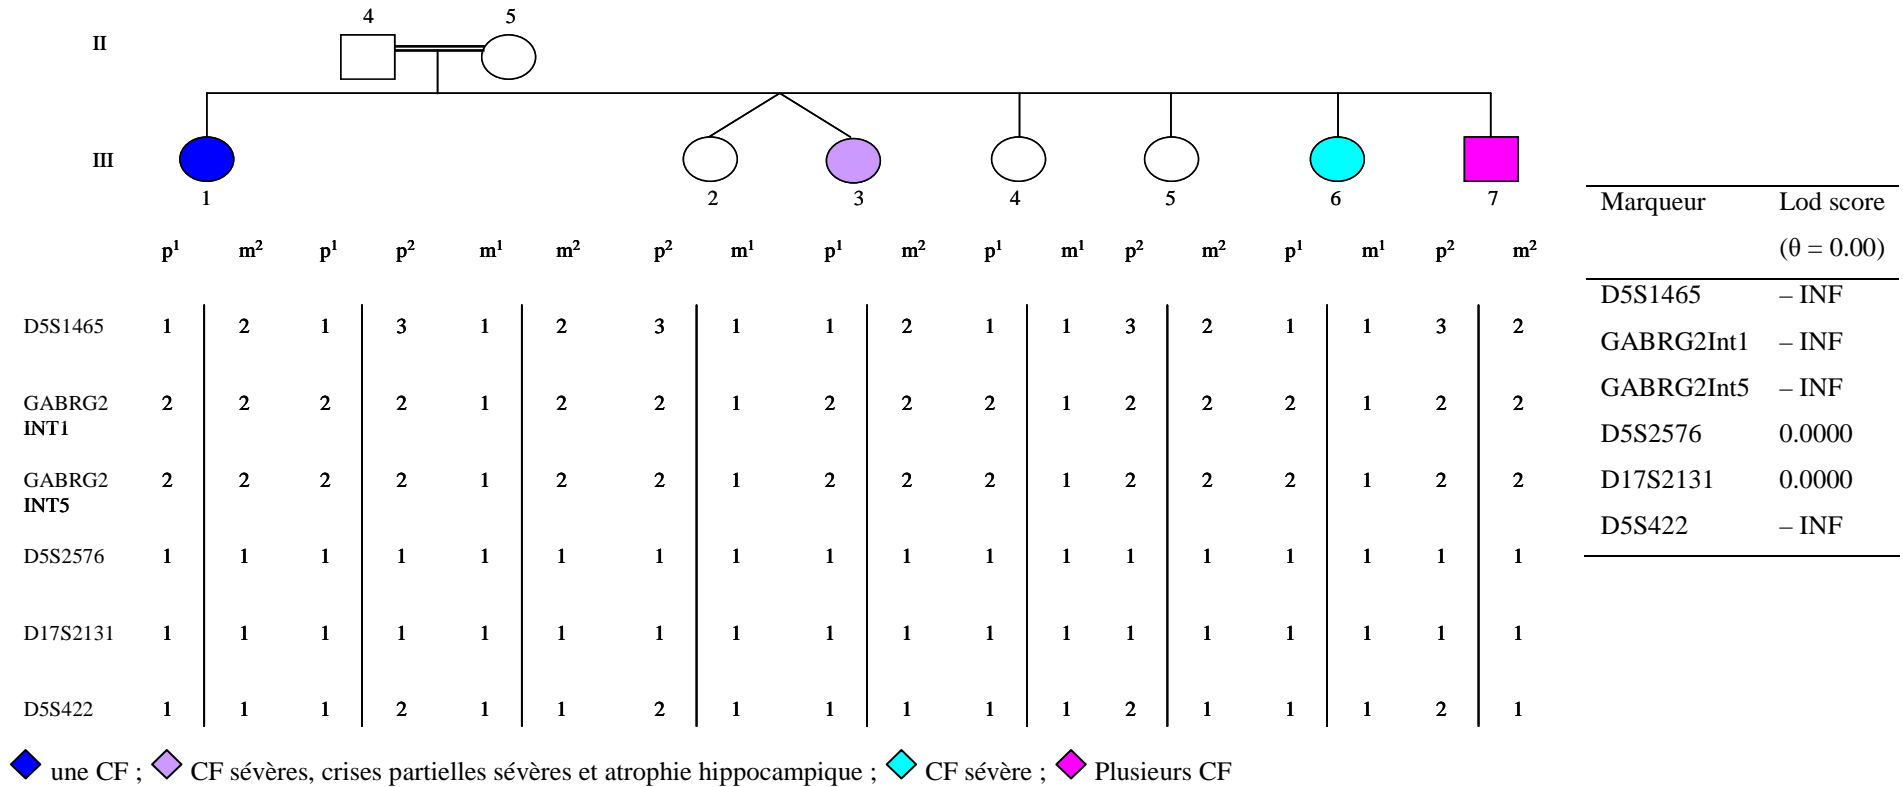 4 5
II
III
1 2 3 4 5 6 7
p¹ m² p¹ p² m¹ m² p² m¹ p¹ m² p¹ m¹ p² m² p¹ m¹ p² m²
D5S1465 1 2 1 3 1 2 3 1 1 2 1 1 3 2 1 1 3 2
GABRG2 2 2 2 2 1 2 2 1 2 2 2 1 2 2 2 1 2 2
INT1
GABRG2 2 2 2 2 1 2 2 1 2 2 2 1 2 2 2 1 2 2
INT5
D5S2576 1 1 1 1 1 1 1 1 1 1 1 1 1 1 1 1 1 1
D17S2131 1 1 1 1 1 1 1 1 1 1 1 1 1 1 1 1 1 1
D5S422 1 1 1 2 1 1 2 1 1 1 1 1 2 1 1 1 2 1
Marqueur Lod score
(θ = 0.00)
D5S1465 – INF
GABRG2Int1 – INF
GABRG2Int5 – INF
D5S2576 0.0000
D17S2131 0.0000
D5S422 – INF
une CF ; CF sévères, crises partielles sévères et atrophie hippocampique ; CF sévère ; Plusieurs CF